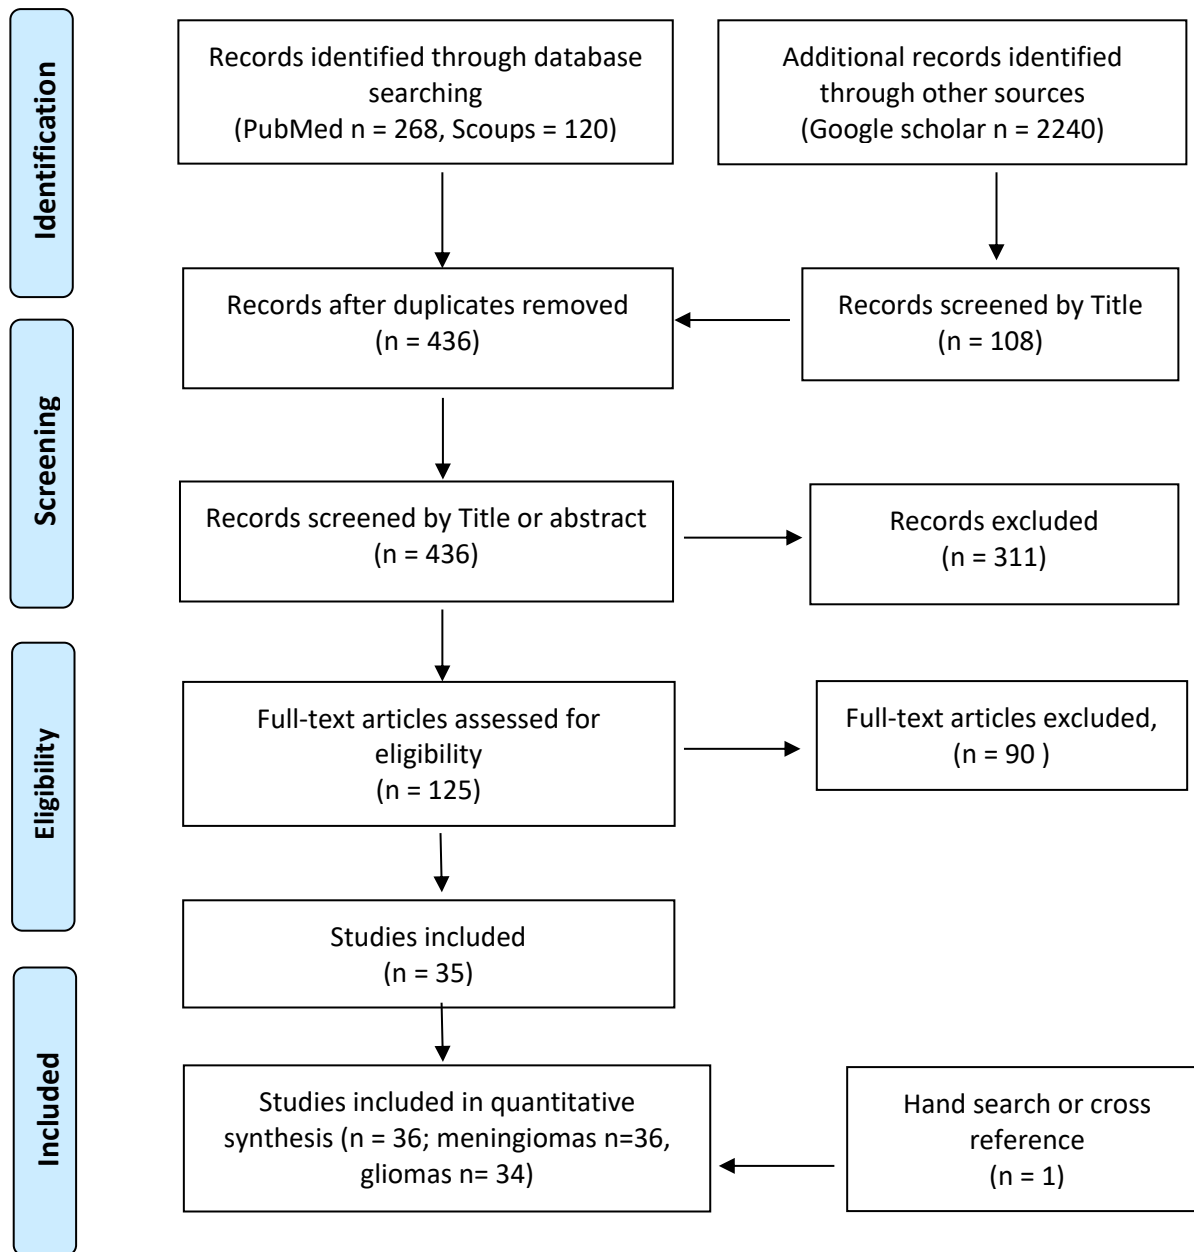 Identification
Records identified through database
searching
(PubMed n = 268, Scoups = 120)
Additional records identified
through other sources
(Google scholar n = 2240)
Records after duplicates removed
(n = 436)
Records screened by Title
(n = 108)
Screening
Records screened by Title or abstract
(n = 436)
Records excluded
(n = 311)
Eligibility
Full-text articles assessed for
eligibility
(n = 125)
Full-text articles excluded,
(n = 90 )
Studies included
(n = 35)
Included
Studies included in quantitative
synthesis (n = 36; meningiomas n=36,
gliomas n= 34)
Hand search or cross
reference
(n = 1)